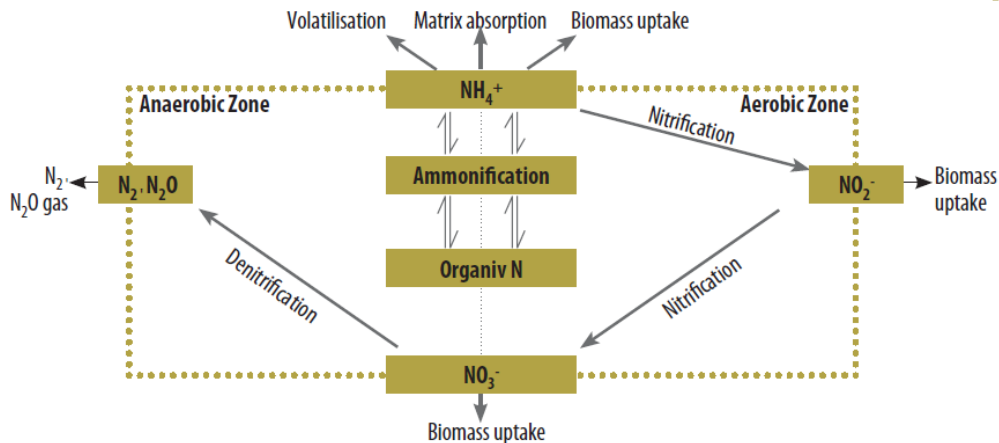 Volatilisation Matrix absorption Biomass uptake
NH₄⁺
Anaerobic Zone
Aerobic Zone
Nitrification
N₂,
N₂O gas
N₂, N₂O
Ammonification
NO₂⁻
Biomass
uptake
Organiv N
Denitrification
Nitrification
NO₃⁻
Biomass uptake